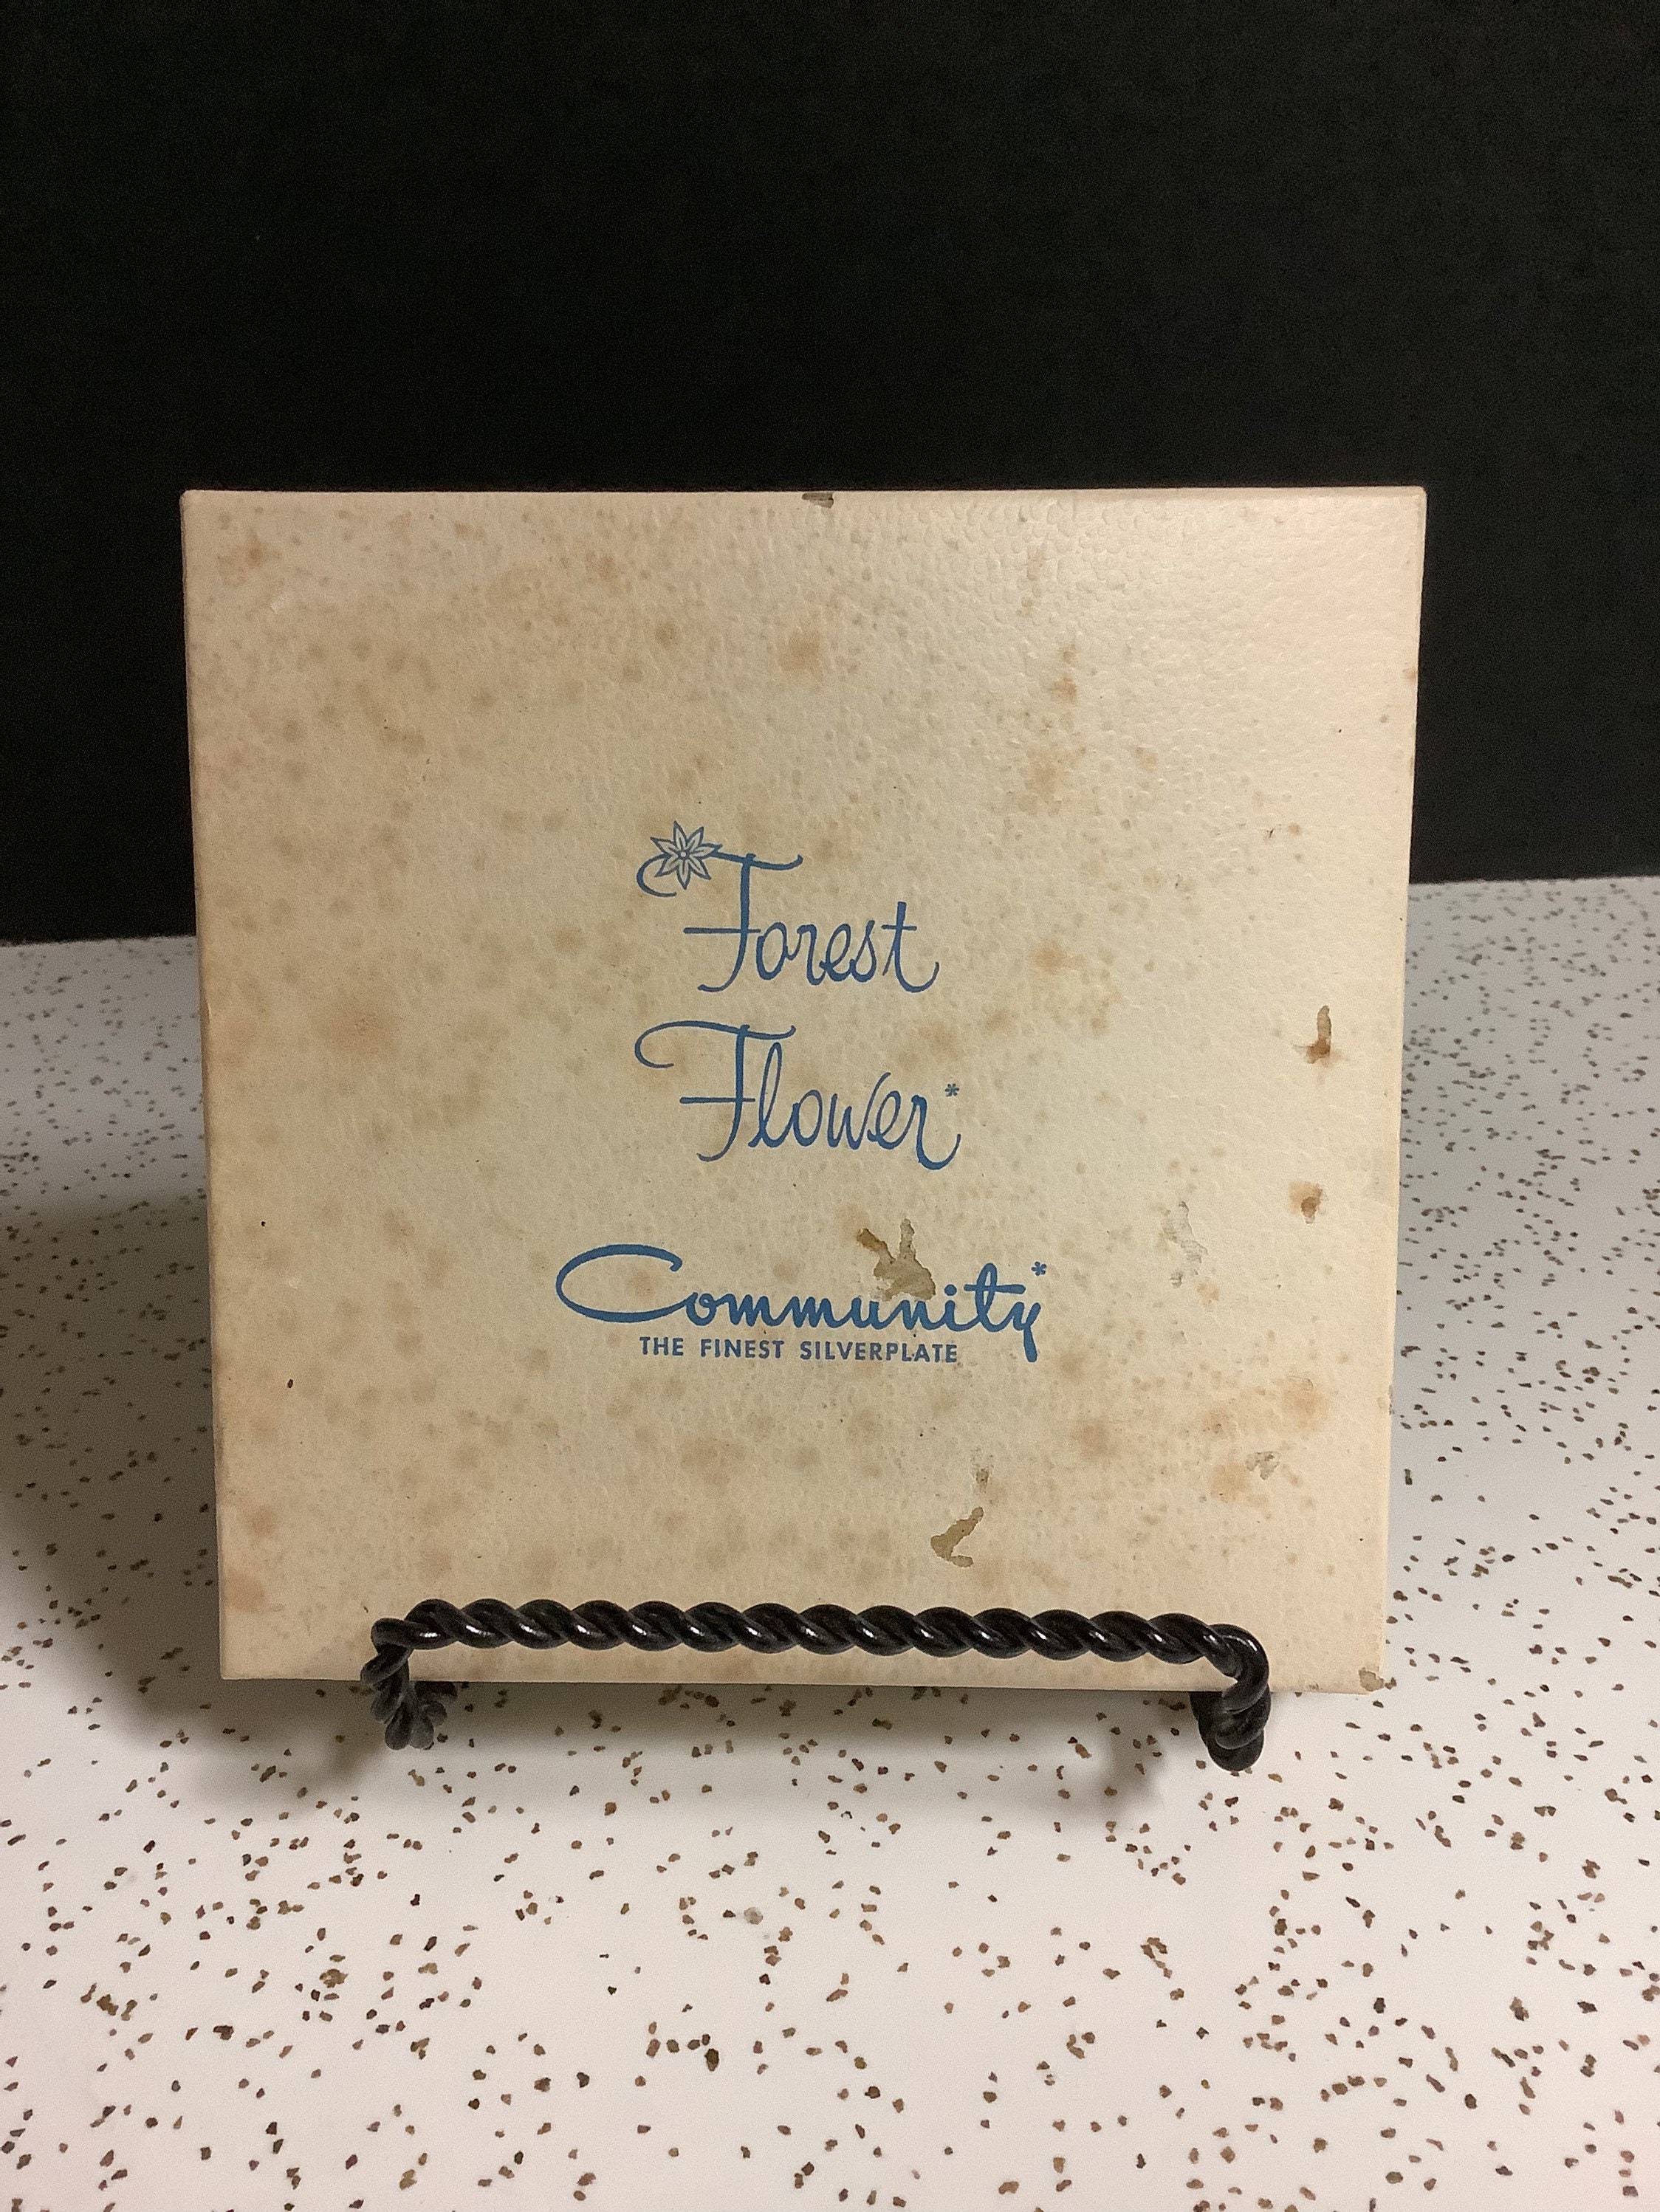 Forest
Flower*
Community*
THE FINEST SILVERPLATE